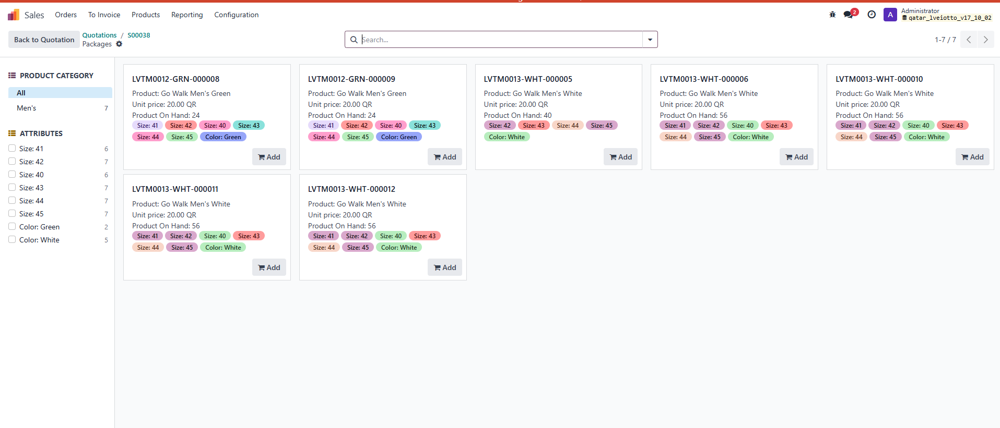 Sales
Orders
To Invoice
Products
Reporting
Configuration
2
A
Administrator
qatar_lveiotto_v17_10_02
Back to Quotation
Quotations / S00038
Packages
Search...
1-7 / 7
PRODUCT CATEGORY
All
Men's 7
ATTRIBUTES
Size: 41 6
Size: 42 7
Size: 40 6
Size: 43 7
Size: 44 7
Size: 45 7
Color: Green 2
Color: White 5
LVTM0012-GRN-000008
Product: Go Walk Men's Green
Unit price: 20.00 QR
Product On Hand: 24
Size: 41 Size: 42 Size: 40 Size: 43
Size: 44 Size: 45 Color: Green
Add
LVTM0012-GRN-000009
Product: Go Walk Men's Green
Unit price: 20.00 QR
Product On Hand: 24
Size: 41 Size: 42 Size: 40 Size: 43
Size: 44 Size: 45 Color: Green
Add
LVTM0013-WHT-000005
Product: Go Walk Men's White
Unit price: 20.00 QR
Product On Hand: 40
Size: 42 Size: 43 Size: 44 Size: 45
Color: White
Add
LVTM0013-WHT-000006
Product: Go Walk Men's White
Unit price: 20.00 QR
Product On Hand: 56
Size: 41 Size: 42 Size: 40 Size: 43
Size: 44 Size: 45 Color: White
Add
LVTM0013-WHT-000010
Product: Go Walk Men's White
Unit price: 20.00 QR
Product On Hand: 56
Size: 41 Size: 42 Size: 40 Size: 43
Size: 44 Size: 45 Color: White
Add
LVTM0013-WHT-000011
Product: Go Walk Men's White
Unit price: 20.00 QR
Product On Hand: 56
Size: 41 Size: 42 Size: 40 Size: 43
Size: 44 Size: 45 Color: White
Add
LVTM0013-WHT-000012
Product: Go Walk Men's White
Unit price: 20.00 QR
Product On Hand: 56
Size: 41 Size: 42 Size: 40 Size: 43
Size: 44 Size: 45 Color: White
Add